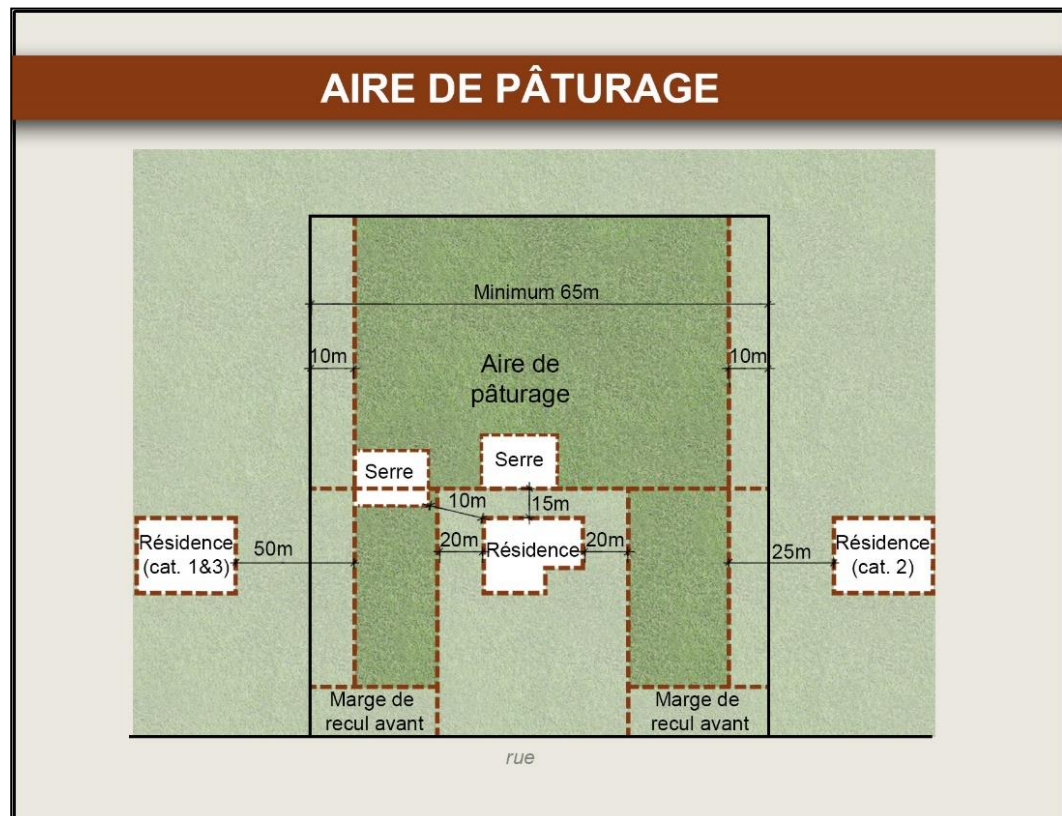 AIRE DE PÂTURAGE
Minimum 65m
10m
10m
Aire de
pâturage
Serre
Serre
10m
15m
Résidence
(cat. 1&3)
50m
20m
Résidence
20m
25m
Résidence
(cat. 2)
Marge de
recul avant
Marge de
recul avant
rue